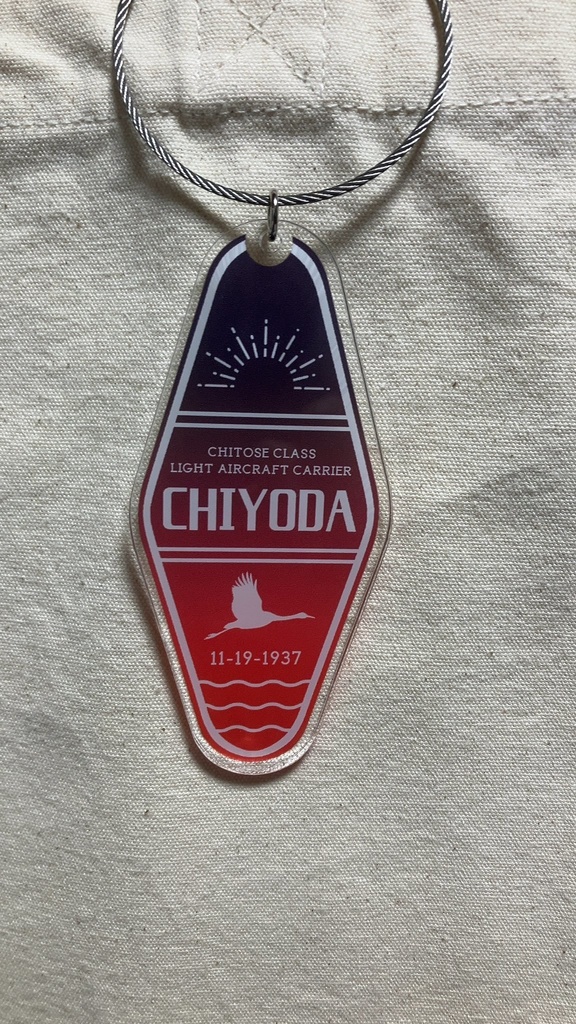 CHITOSE CLASS
LIGHT AIRCRAFT CARRIER
CHIYODA
11-19-1937